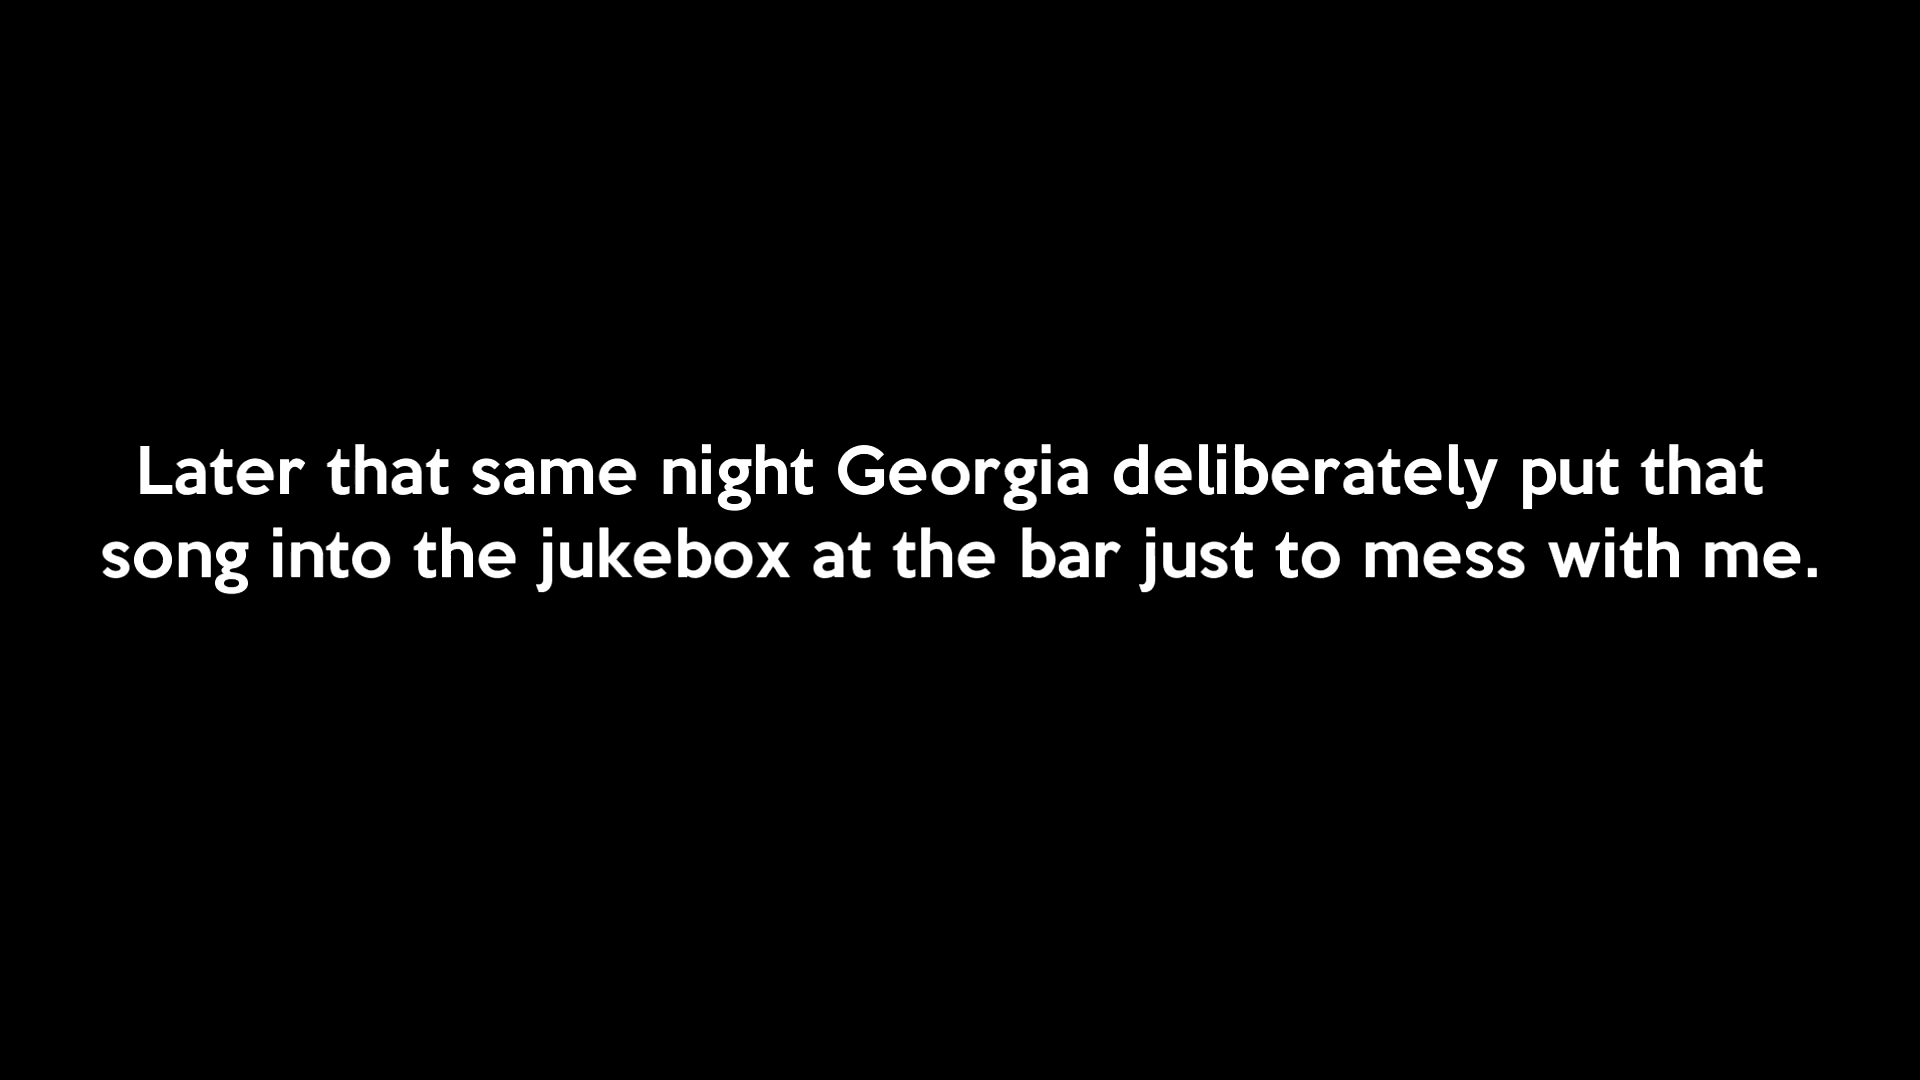 Later that same night Georgia deliberately put that
song into the jukebox at the bar just to mess with me.